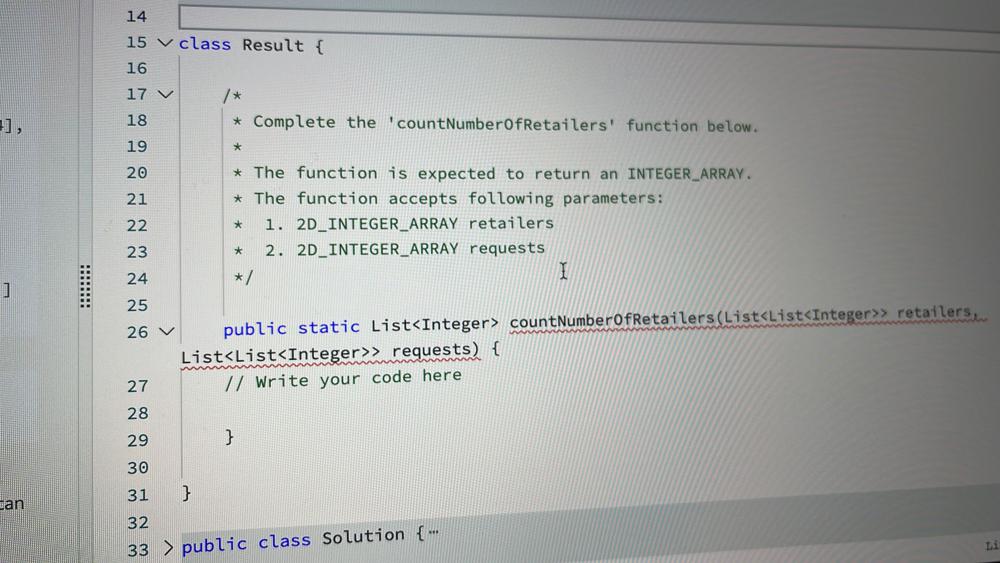 14
15 class Result {
16
17 /*
18 * Complete the 'countNumberOfRetailers' function below.
19 *
20 * The function is expected to return an INTEGER_ARRAY.
21 * The function accepts following parameters:
22 * 1. 2D_INTEGER_ARRAY retailers
23 * 2. 2D_INTEGER_ARRAY requests
24 */
25
26 public static List<Integer> countNumberOfRetailers(List<List<Integer>> retailers,
List<List<Integer>> requests) {
27 // Write your code here
28
29 }
30
31 }
32
33 public class Solution {⋯
],
]